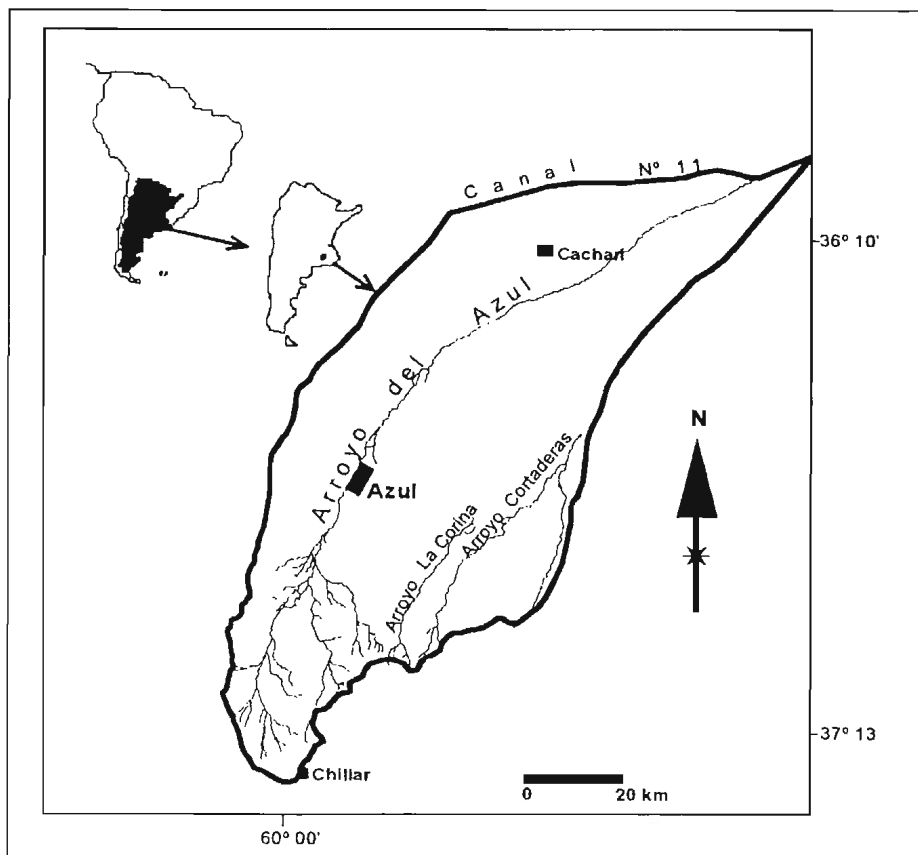 Canal Nº 11
36º 10'
Cachari
Arroyo del Azul
N
Azul
Arroyo La Corina
Arroyo Cortaderas
37º 13
Chillar
0 20 km
60º 00'